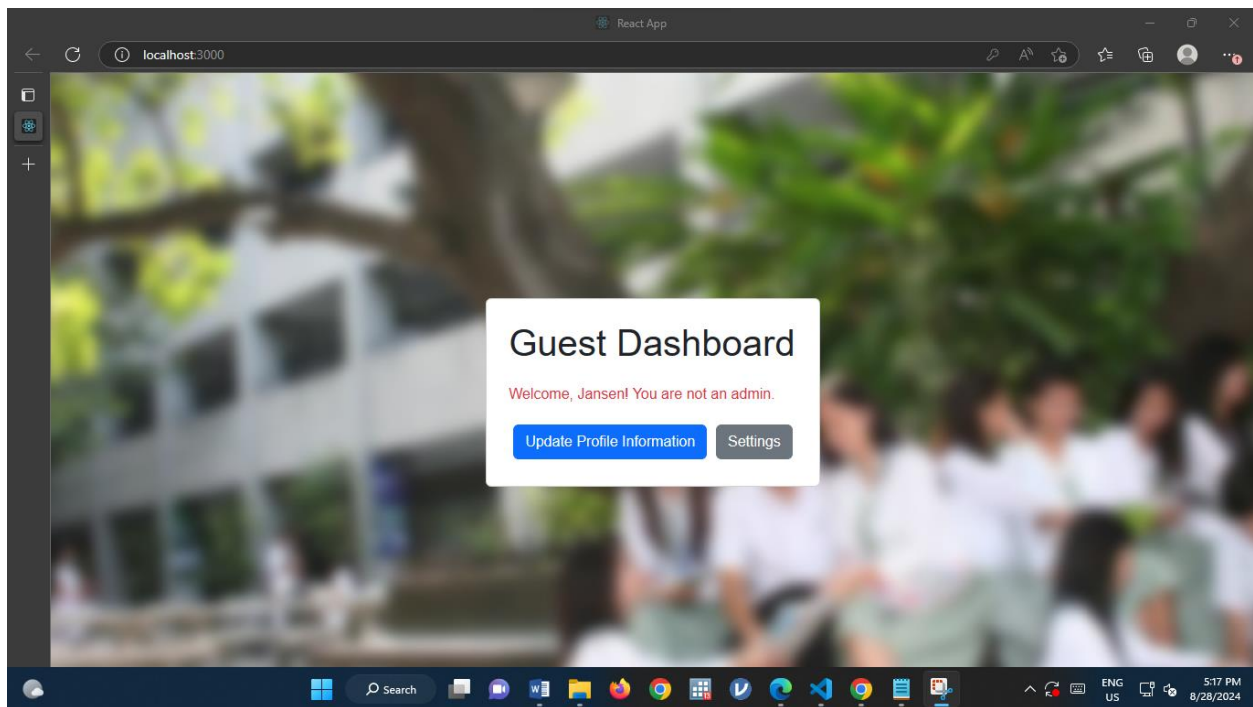 React App
localhost:3000
Guest Dashboard
Welcome, Jansen! You are not an admin.
Update Profile Information
Settings
Search
ENG
US
5:17 PM
8/28/2024